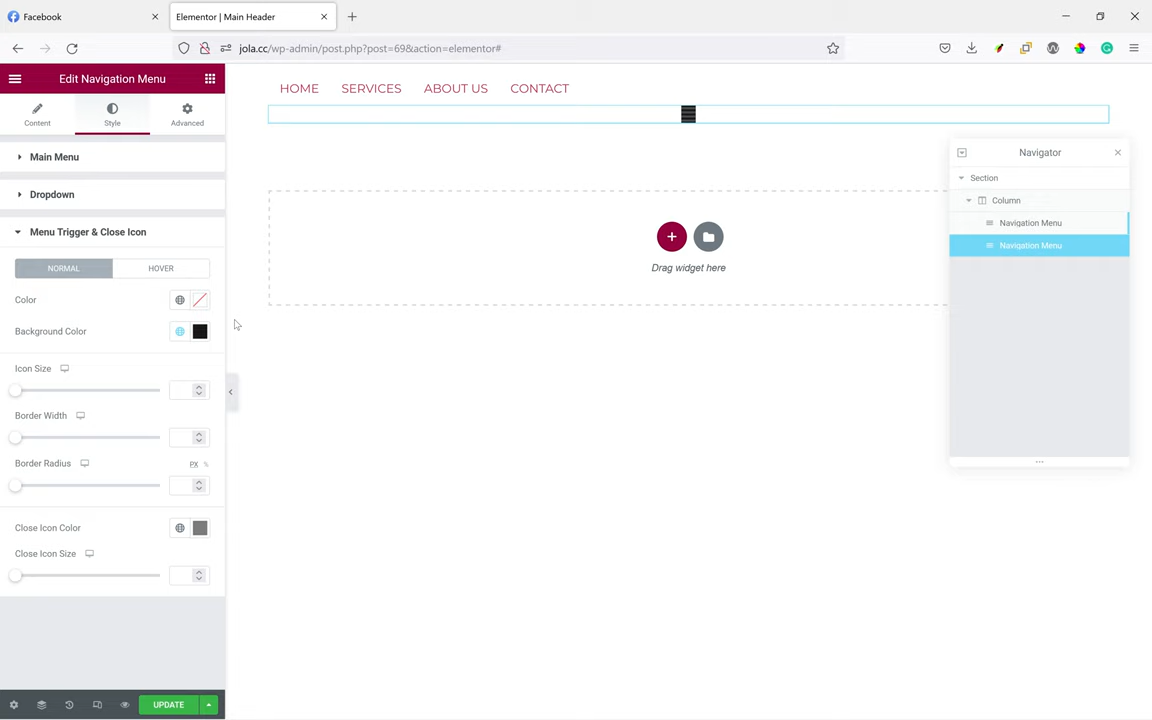 Facebook
Elementor | Main Header
jola.cc/wp-admin/post.php?post=69&action=elementor#
Edit Navigation Menu
Content
Style
Advanced
Main Menu
Dropdown
Menu Trigger & Close Icon
NORMAL
HOVER
Color
Background Color
Icon Size
Border Width
Border Radius
PX %
Close Icon Color
Close Icon Size
UPDATE
HOME SERVICES ABOUT US CONTACT
Drag widget here
Navigator
Section
Column
Navigation Menu
Navigation Menu